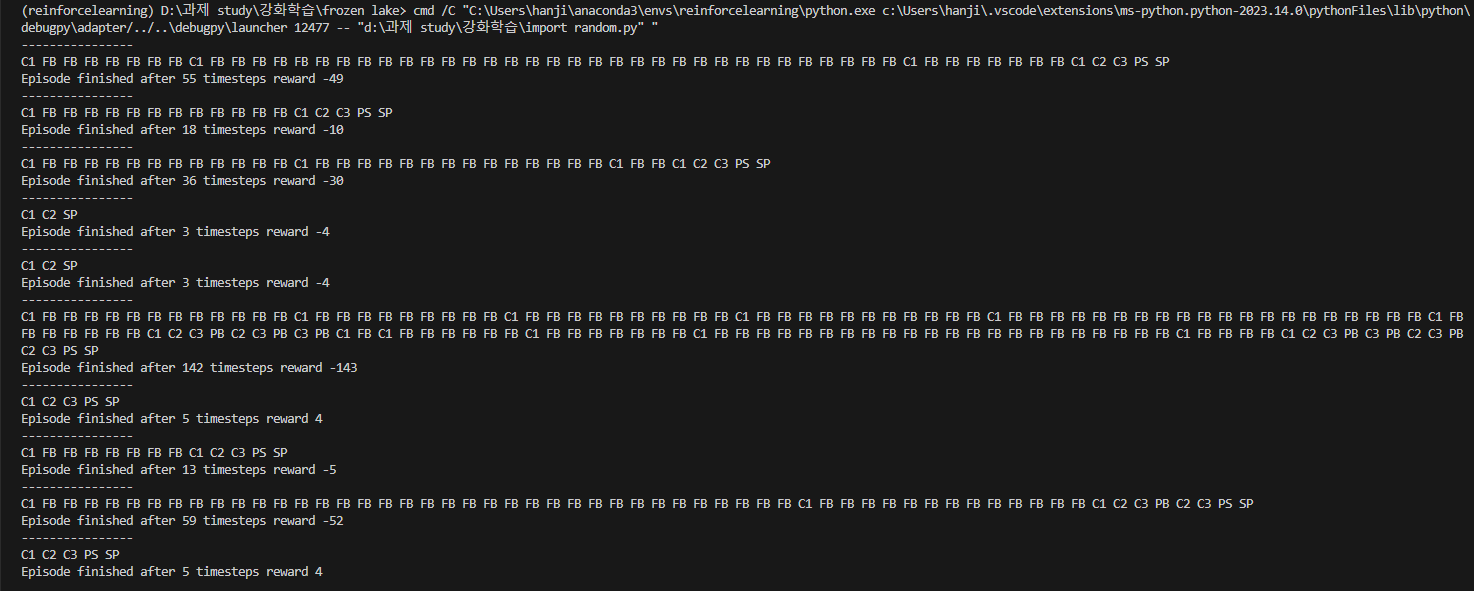 (reinforcelearning) D:\과제 study\강화학습\frozen lake> cmd /C "C:\Users\hanji\anaconda3\envs\reinforcelearning\python.exe c:\Users\hanji\.vscode\extensions\ms-python.python-2023.14.0\pythonFiles\lib\python\
debugpy\adapter/../..\debugpy\launcher 12477 -- "d:\과제 study\강화학습\import random.py" "
----------------
C1 FB FB FB FB FB FB FB C1 FB FB FB FB FB FB FB FB FB FB FB FB FB FB FB FB FB FB FB FB FB FB FB FB FB FB FB FB FB FB FB FB FB C1 FB FB FB FB FB FB FB C1 C2 C3 PS SP
Episode finished after 55 timesteps reward -49
----------------
C1 FB FB FB FB FB FB FB FB FB FB FB FB C1 C2 C3 PS SP
Episode finished after 18 timesteps reward -10
----------------
C1 FB FB FB FB FB FB FB FB FB FB FB FB C1 FB FB FB FB FB FB FB FB FB FB FB FB FB FB C1 FB FB C1 C2 C3 PS SP
Episode finished after 36 timesteps reward -30
----------------
C1 C2 SP
Episode finished after 3 timesteps reward -4
----------------
C1 C2 SP
Episode finished after 3 timesteps reward -4
----------------
C1 FB FB FB FB FB FB FB FB FB FB FB FB C1 FB FB FB FB FB FB FB FB FB C1 FB FB FB FB FB FB FB FB FB FB C1 FB FB FB FB FB FB FB FB FB FB FB C1 FB FB FB FB FB FB FB FB FB FB FB FB FB FB FB FB FB FB FB FB C1 FB
FB FB FB FB FB FB C1 C2 C3 PB C2 C3 PB C3 PB C1 FB C1 FB FB FB FB FB FB C1 FB FB FB FB FB FB FB C1 FB FB FB FB FB FB FB FB FB FB FB FB FB FB FB FB FB FB FB FB FB FB C1 FB FB FB FB C1 C2 C3 PB C3 PB C2 C3 PB
C2 C3 PS SP
Episode finished after 142 timesteps reward -143
----------------
C1 C2 C3 PS SP
Episode finished after 5 timesteps reward 4
----------------
C1 FB FB FB FB FB FB FB C1 C2 C3 PS SP
Episode finished after 13 timesteps reward -5
----------------
C1 FB FB FB FB FB FB FB FB FB FB FB FB FB FB FB FB FB FB FB FB FB FB FB FB FB FB FB FB FB FB FB FB FB FB FB FB C1 FB FB FB FB FB FB FB FB FB FB FB FB FB C1 C2 C3 PB C2 C3 PS SP
Episode finished after 59 timesteps reward -52
----------------
C1 C2 C3 PS SP
Episode finished after 5 timesteps reward 4